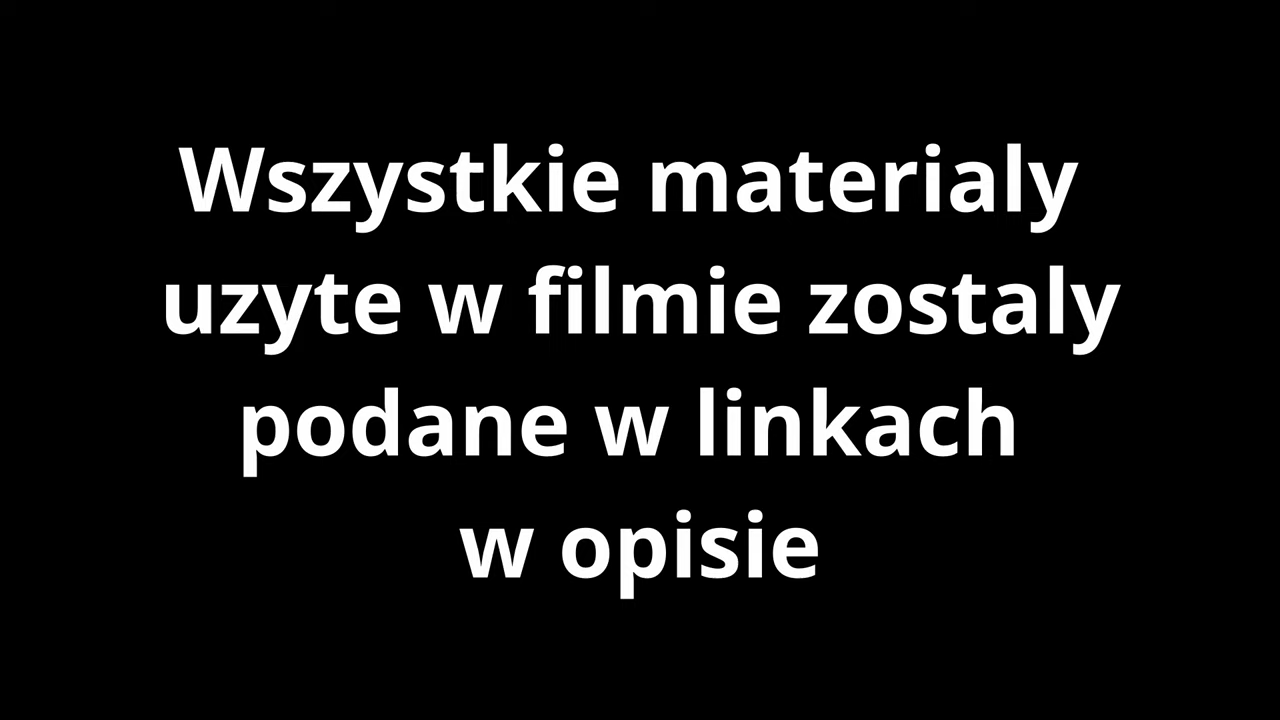 Wszystkie materialy
uzyte w filmie zostaly
podane w linkach
w opisie